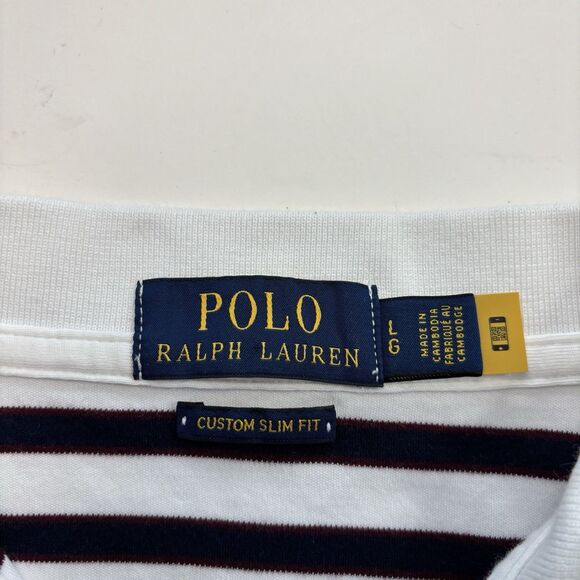 POLO
RALPH LAUREN
L
G
MADE IN
CAMBODIA
FABRIQUÉ AU
CAMBODGE
CUSTOM SLIM FIT